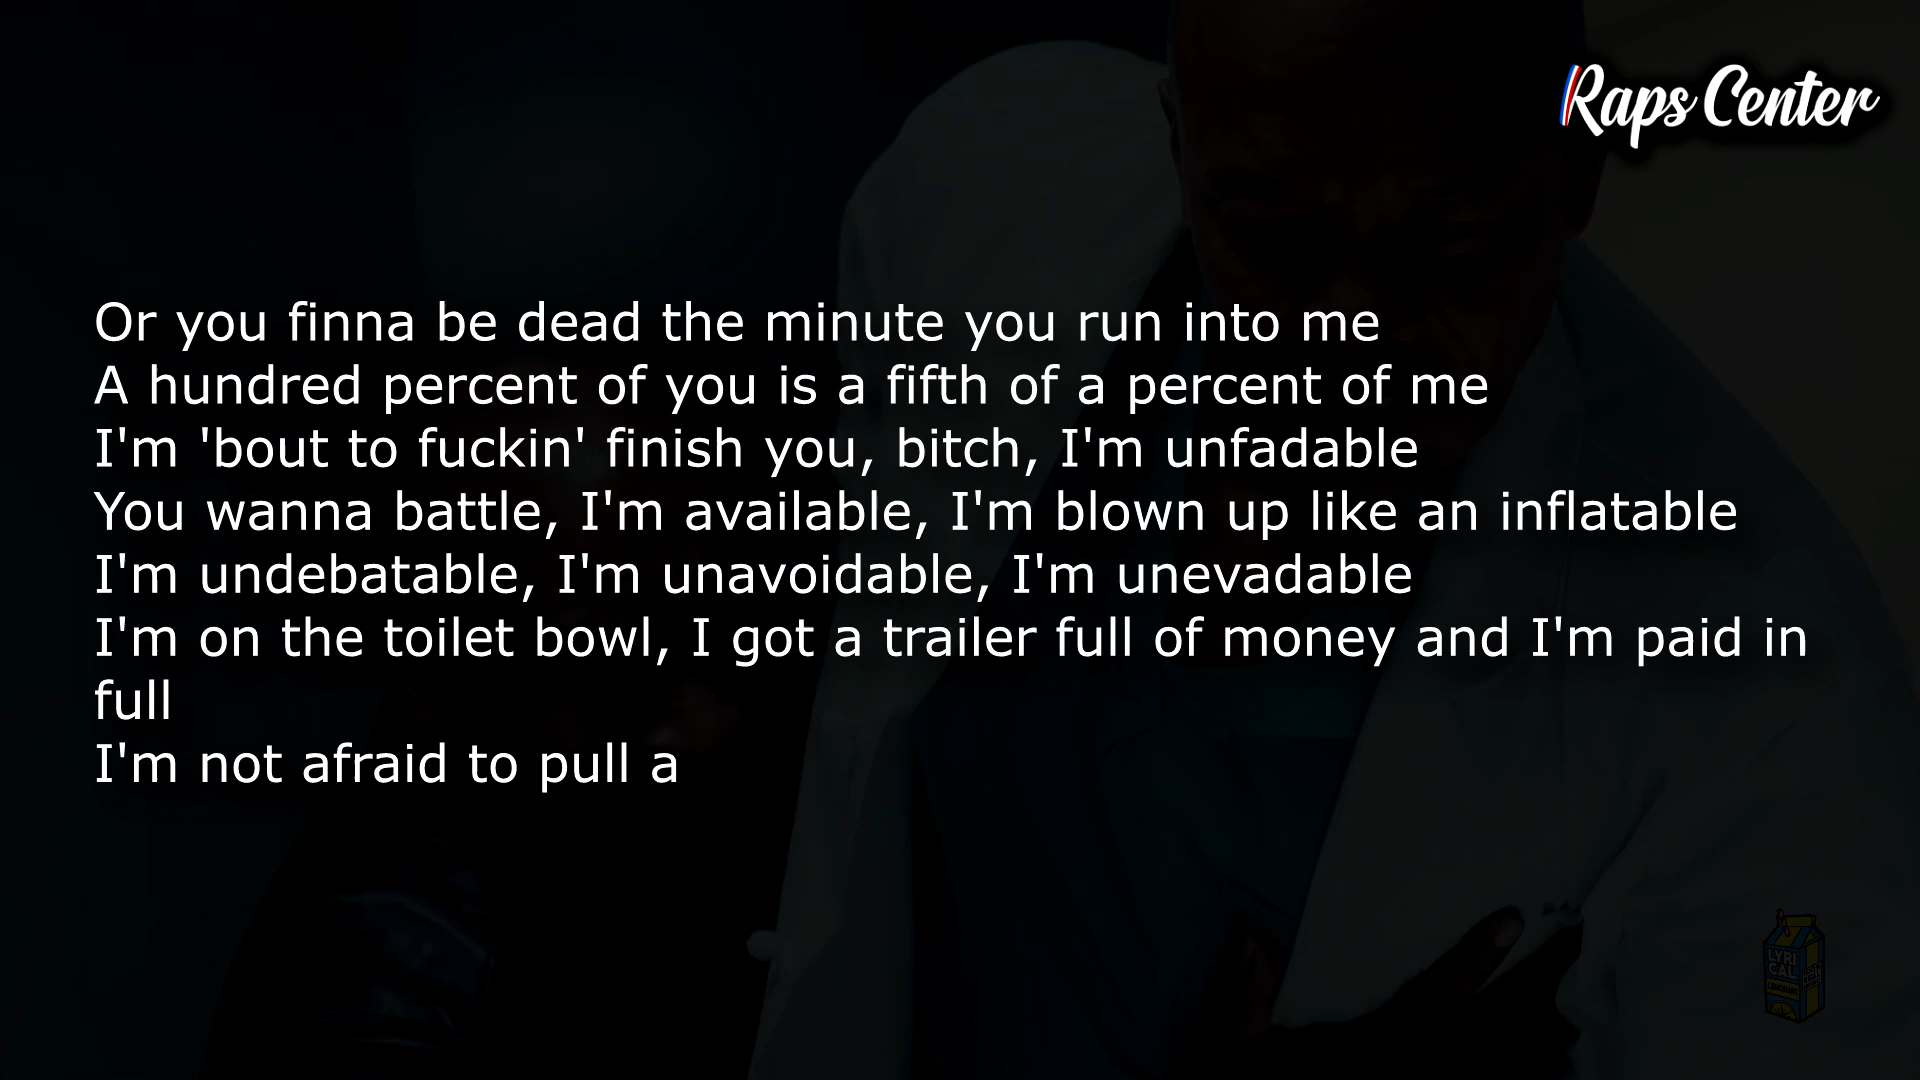 Raps Center
Or you finna be dead the minute you run into me
A hundred percent of you is a fifth of a percent of me
I'm 'bout to fuckin' finish you, bitch, I'm unfadable
You wanna battle, I'm available, I'm blown up like an inflatable
I'm undebatable, I'm unavoidable, I'm unevadable
I'm on the toilet bowl, I got a trailer full of money and I'm paid in
full
I'm not afraid to pull a
LYRI
CAL
LEMONADE